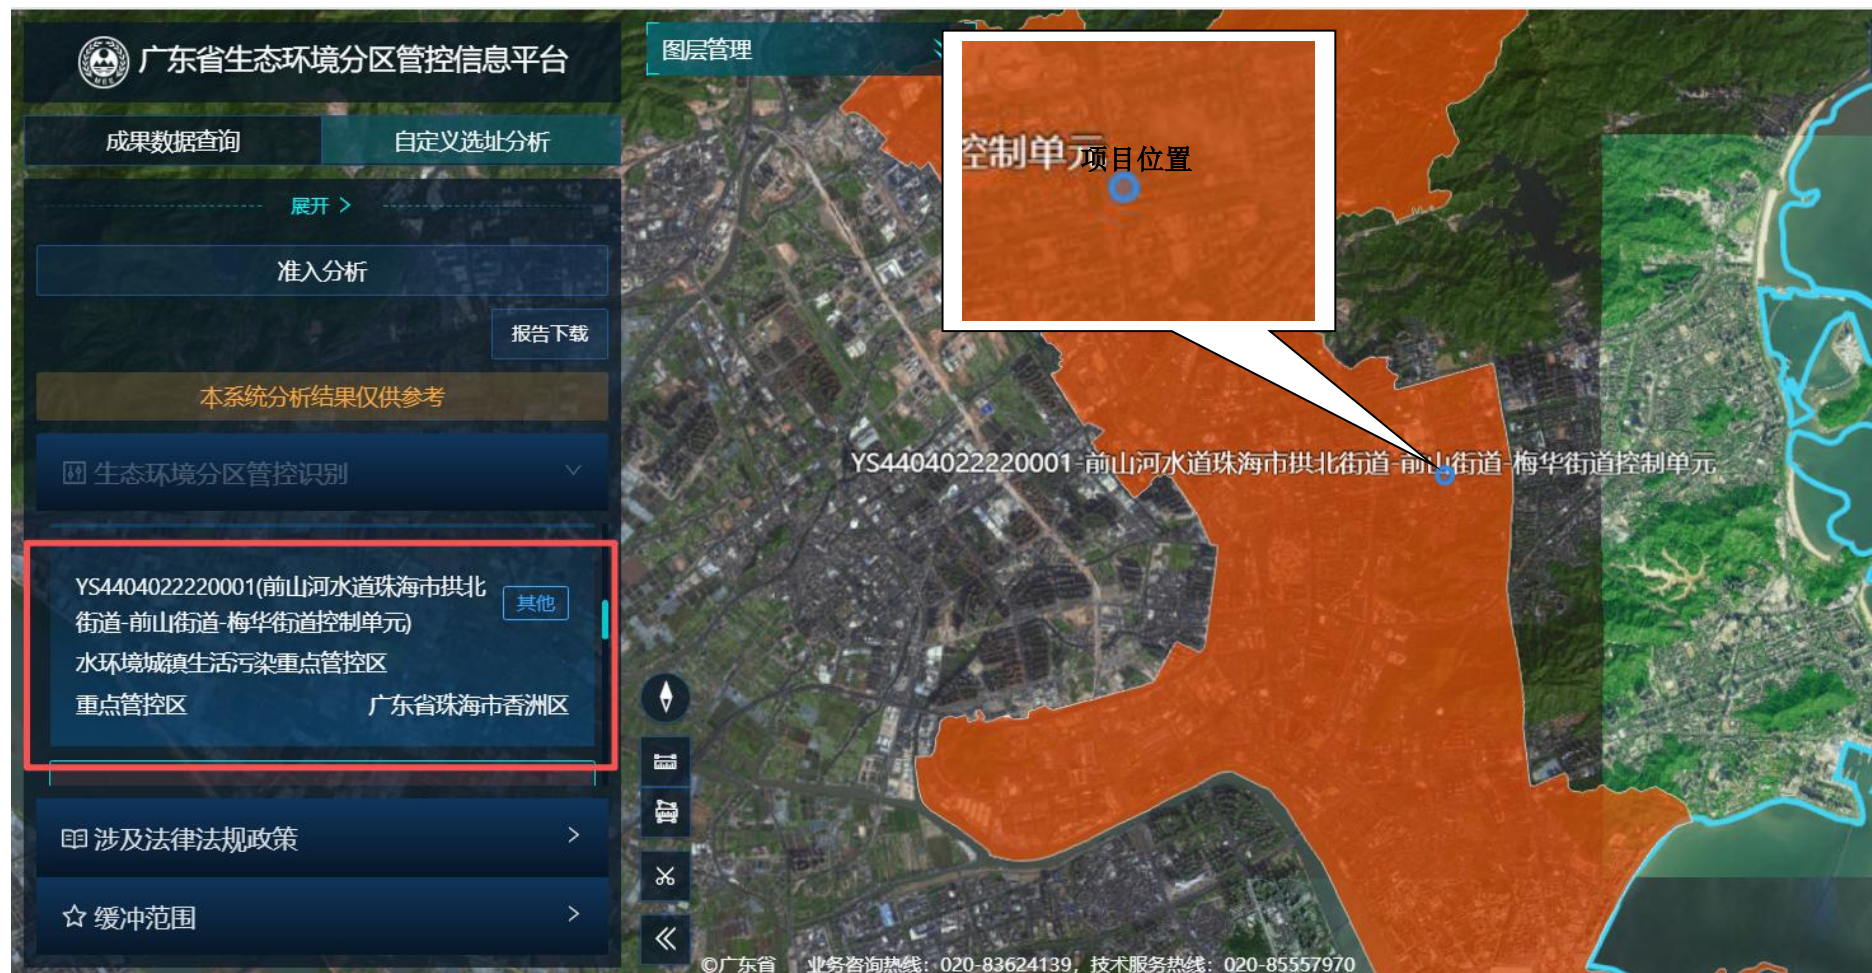 广东省生态环境分区管控信息平台
成果数据查询
自定义选址分析
展开 >
准入分析
报告下载
本系统分析结果仅供参考
生态环境分区管控识别
YS4404022220001(前山河水道珠海市拱北
街道-前山街道-梅华街道控制单元)
其他
水环境城镇生活污染重点管控区
重点管控区
广东省珠海市香洲区
涉及法律法规政策
缓冲范围
图层管理
控制单元
项目位置
YS4404022220001-前山河水道珠海市拱北街道-前山街道-梅华街道控制单元
©广东省 业务咨询热线：020-83624139，技术服务热线：020-85557970